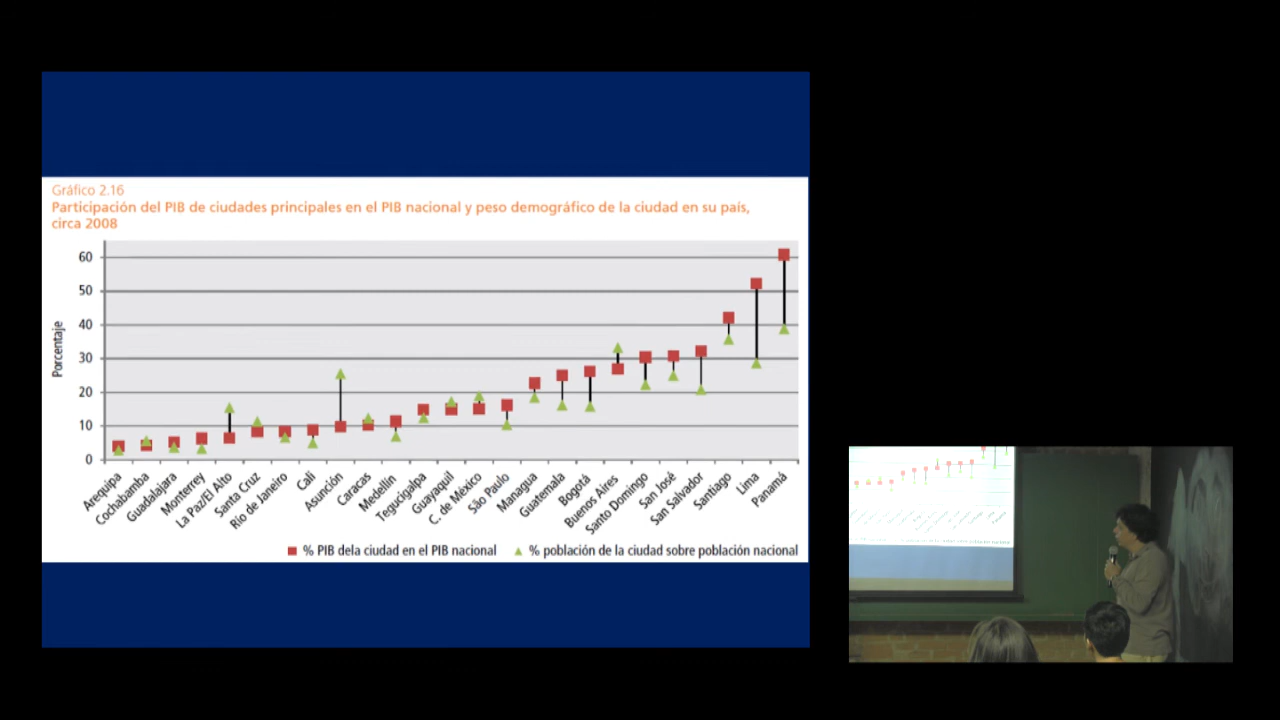 Gráfico 2.16
Participación del PIB de ciudades principales en el PIB nacional y peso demográfico de la ciudad en su país,
circa 2008
Porcentaje
60
50
40
30
20
10
0
Arequipa
Cochabamba
Guadalajara
Monterrey
La Paz/El Alto
Santa Cruz
Río de Janeiro
Cali
Asunción
Caracas
Medellín
Tegucigalpa
Guayaquil
C. de México
São Paulo
Managua
Guatemala
Bogotá
Buenos Aires
Santo Domingo
San José
San Salvador
Santiago
Lima
Panamá
% PIB dela ciudad en el PIB nacional
% población de la ciudad sobre población nacional